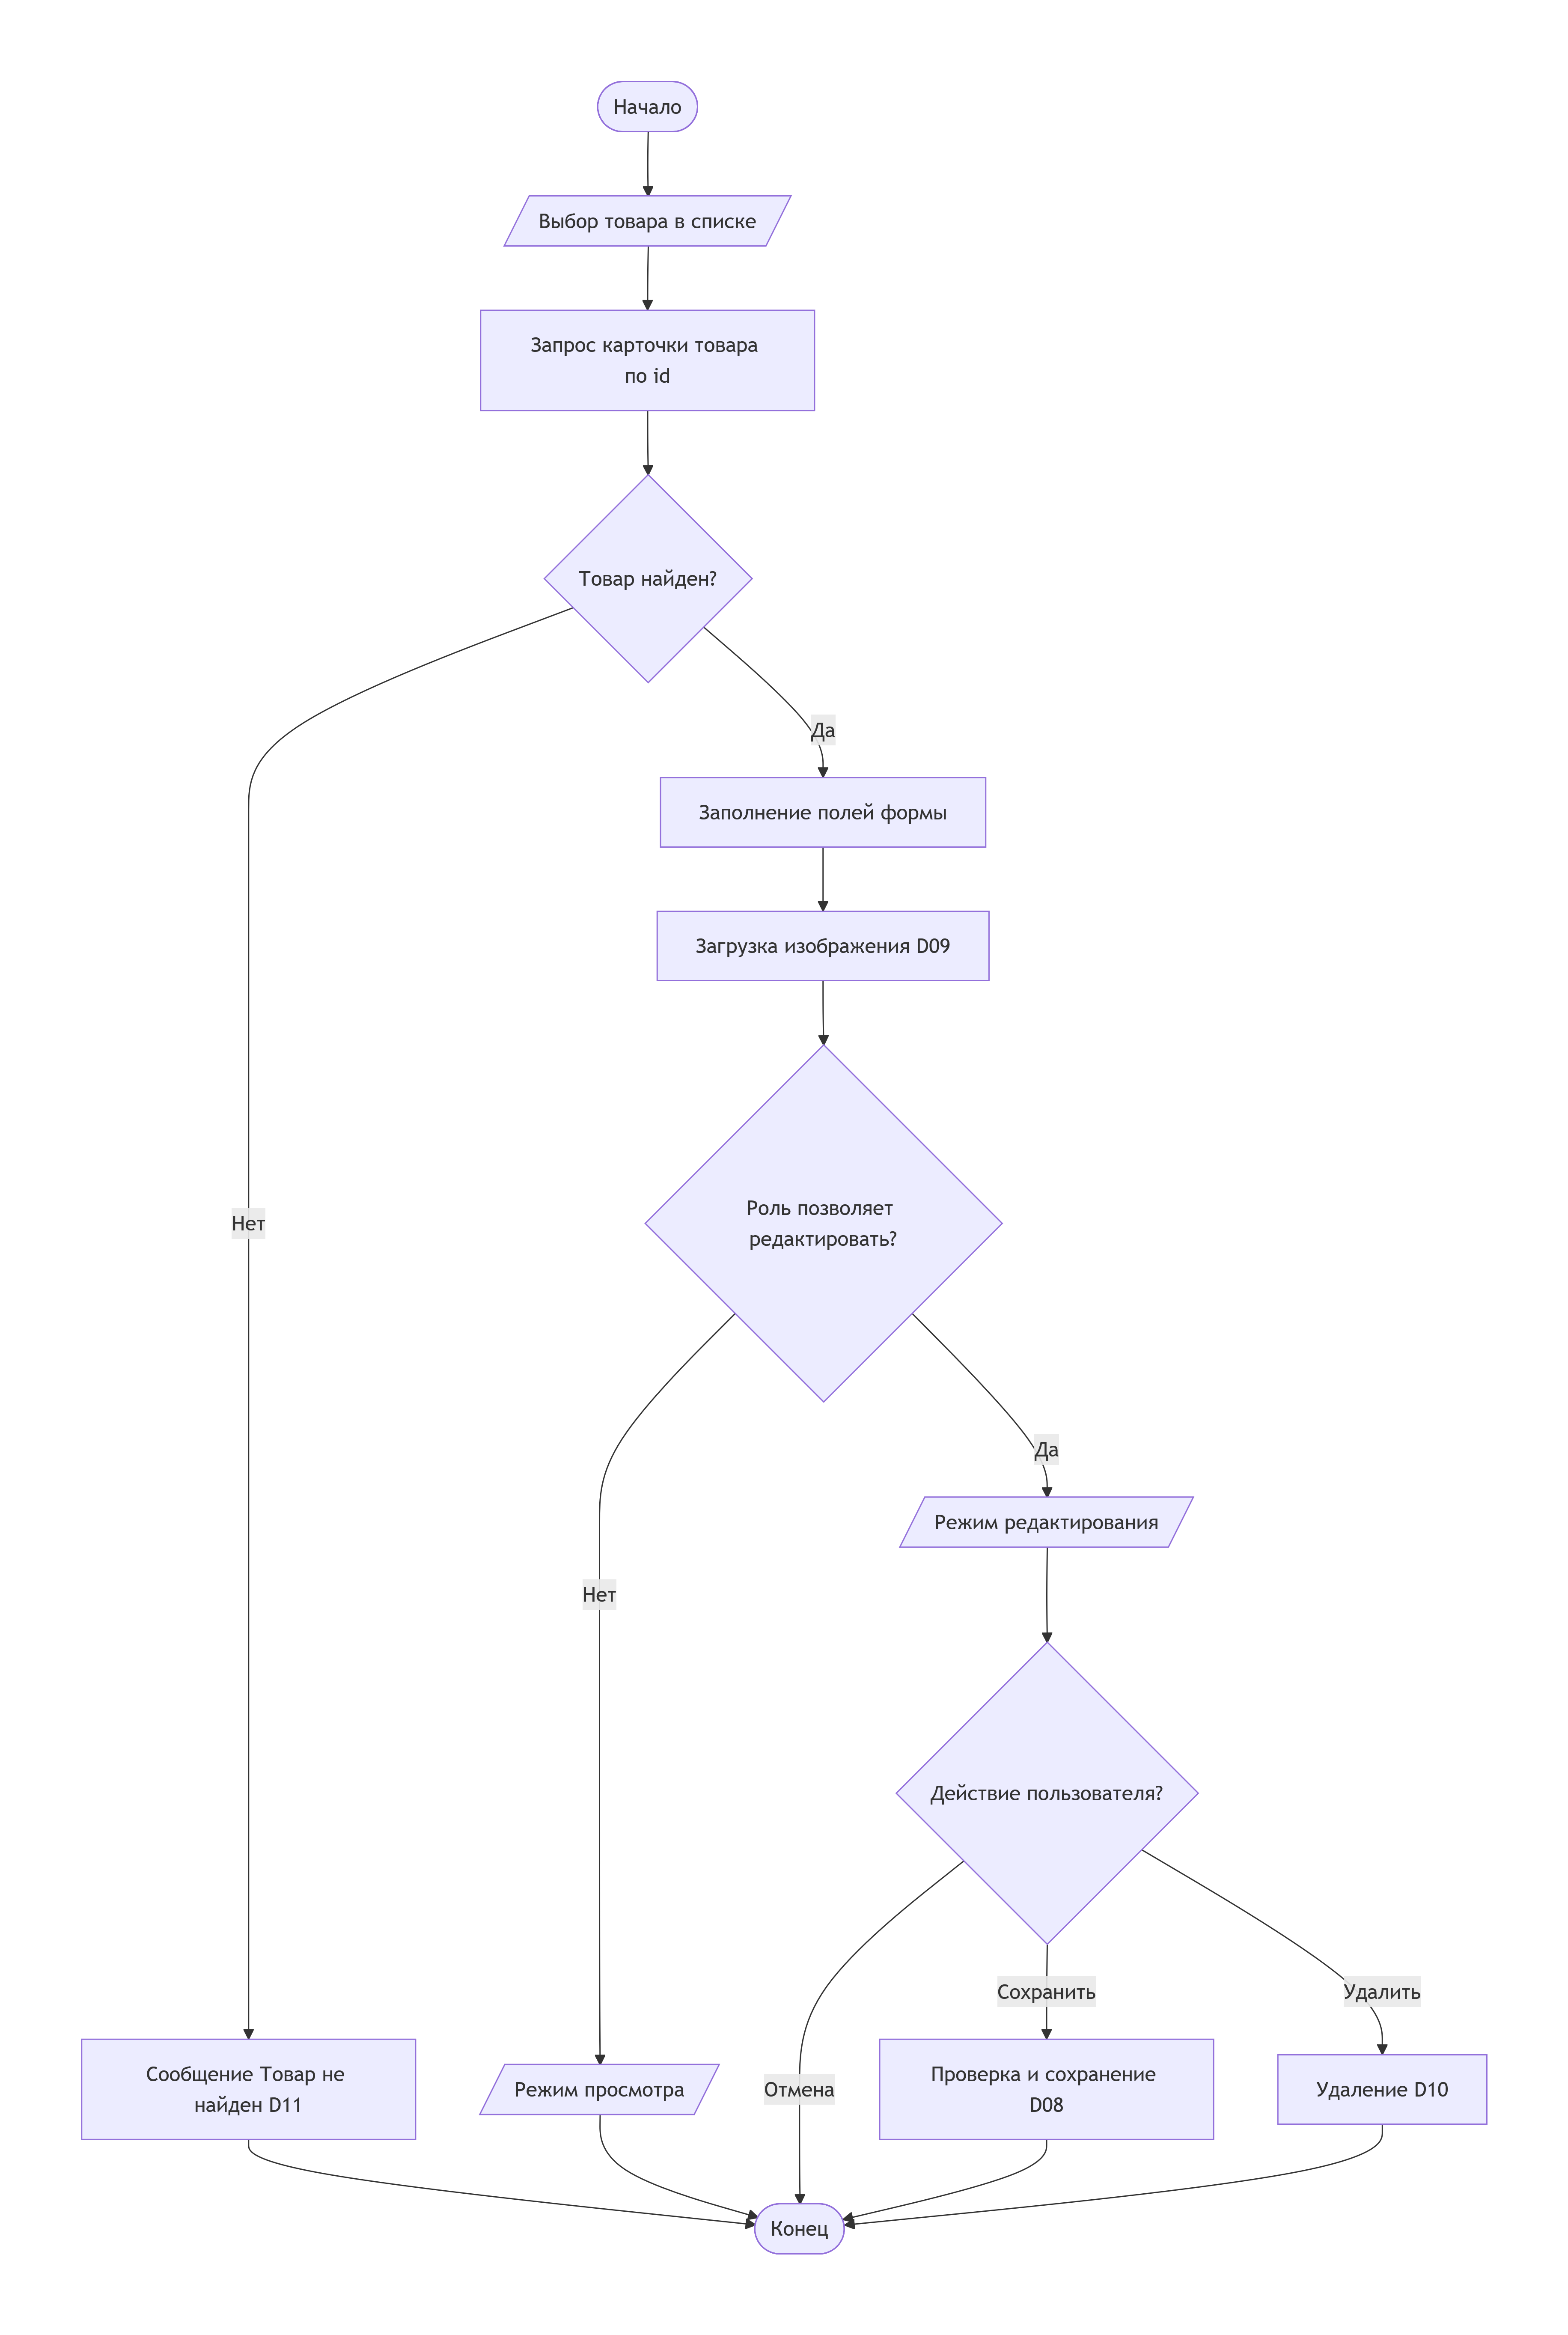 Начало
Выбор товара в списке
Запрос карточки товара
по id
Товар найден?
Да
Заполнение полей формы
Загрузка изображения D09
Роль позволяет
редактировать?
Нет
Да
Режим редактирования
Нет
Действие пользователя?
Сохранить
Удалить
Сообщение Товар не
найден D11
Режим просмотра
Отмена
Проверка и сохранение
D08
Удаление D10
Конец